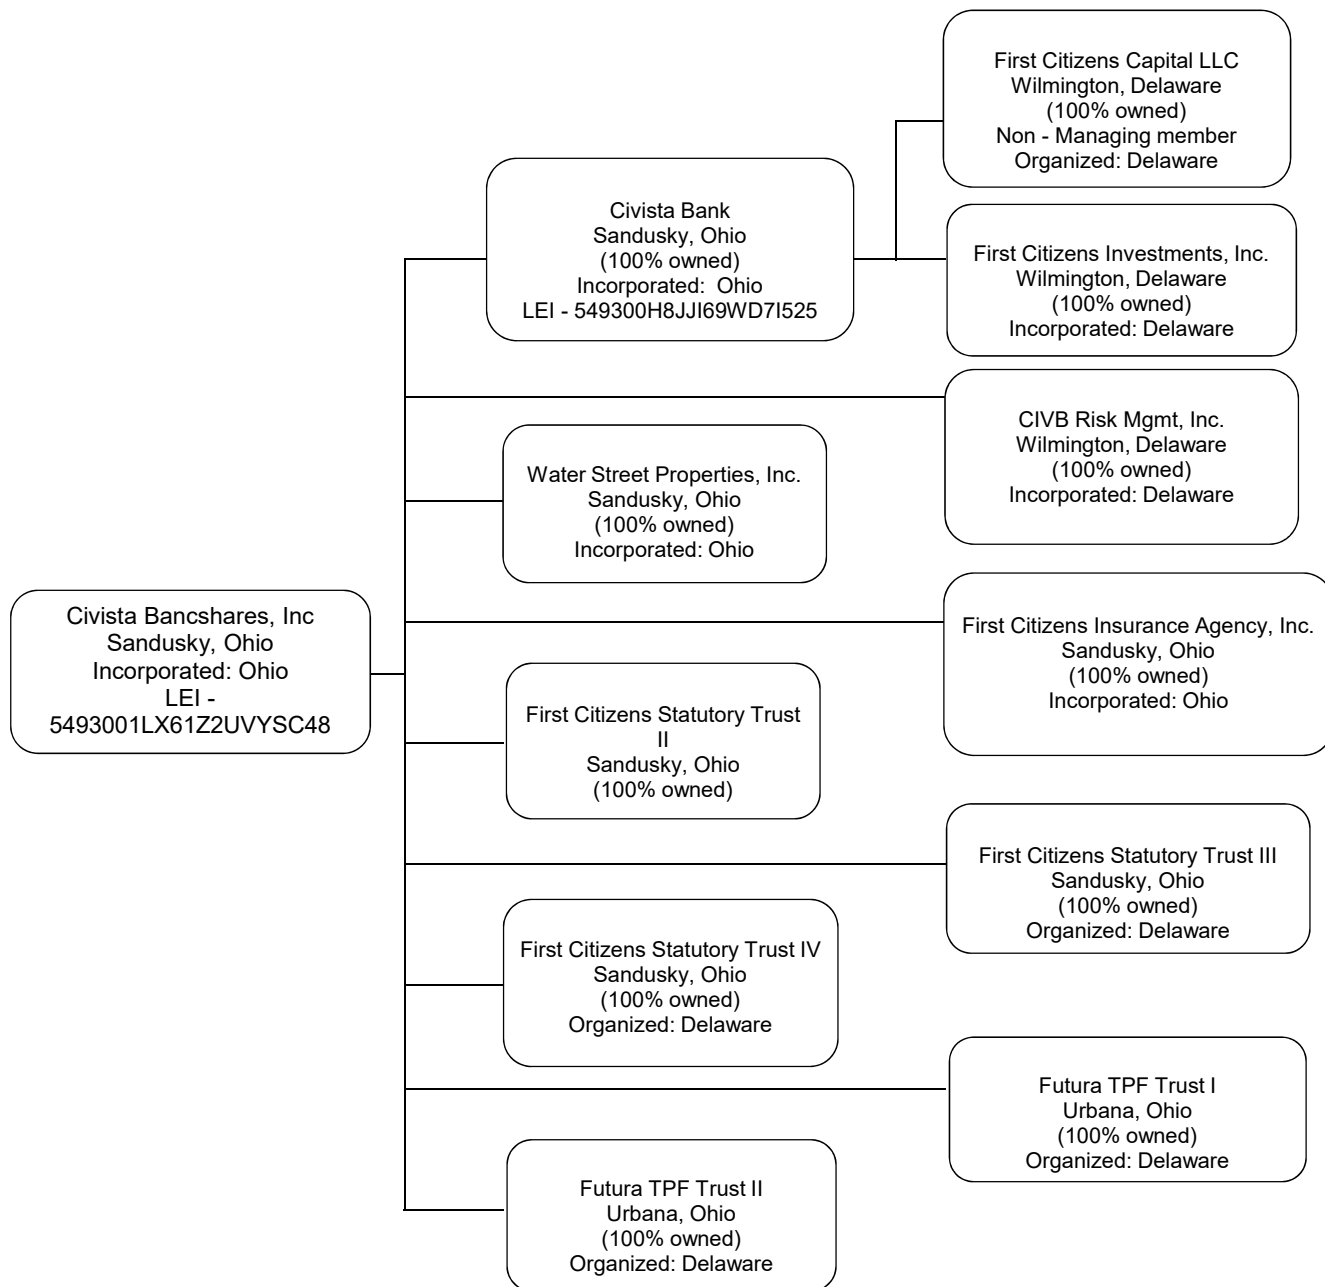 First Citizens Capital LLC
Wilmington, Delaware
(100% owned)
Non - Managing member
Organized: Delaware
Civista Bank
Sandusky, Ohio
(100% owned)
Incorporated:  Ohio
LEI - 549300H8JJI69WD7I525
First Citizens Investments, Inc.
Wilmington, Delaware
(100% owned)
Incorporated: Delaware
CIVB Risk Mgmt, Inc.
Wilmington, Delaware
(100% owned)
Incorporated: Delaware
Water Street Properties, Inc.
Sandusky, Ohio
(100% owned)
Incorporated: Ohio
Civista Bancshares, Inc
Sandusky, Ohio
Incorporated: Ohio
LEI -
5493001LX61Z2UVYSC48
First Citizens Insurance Agency, Inc.
Sandusky, Ohio
(100% owned)
Incorporated: Ohio
First Citizens Statutory Trust
II
Sandusky, Ohio
(100% owned)
First Citizens Statutory Trust III
Sandusky, Ohio
(100% owned)
Organized: Delaware
First Citizens Statutory Trust IV
Sandusky, Ohio
(100% owned)
Organized: Delaware
Futura TPF Trust I
Urbana, Ohio
(100% owned)
Organized: Delaware
Futura TPF Trust II
Urbana, Ohio
(100% owned)
Organized: Delaware